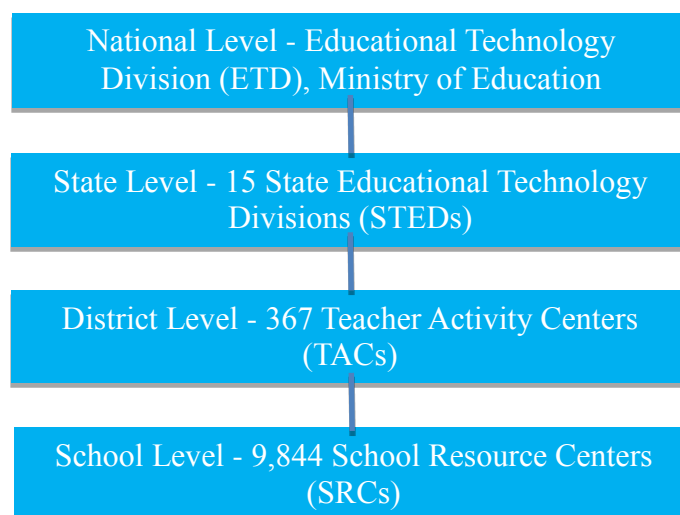 National Level - Educational Technology
Division (ETD), Ministry of Education
State Level - 15 State Educational Technology
Divisions (STEDs)
District Level - 367 Teacher Activity Centers
(TACs)
School Level - 9,844 School Resource Centers
(SRCs)